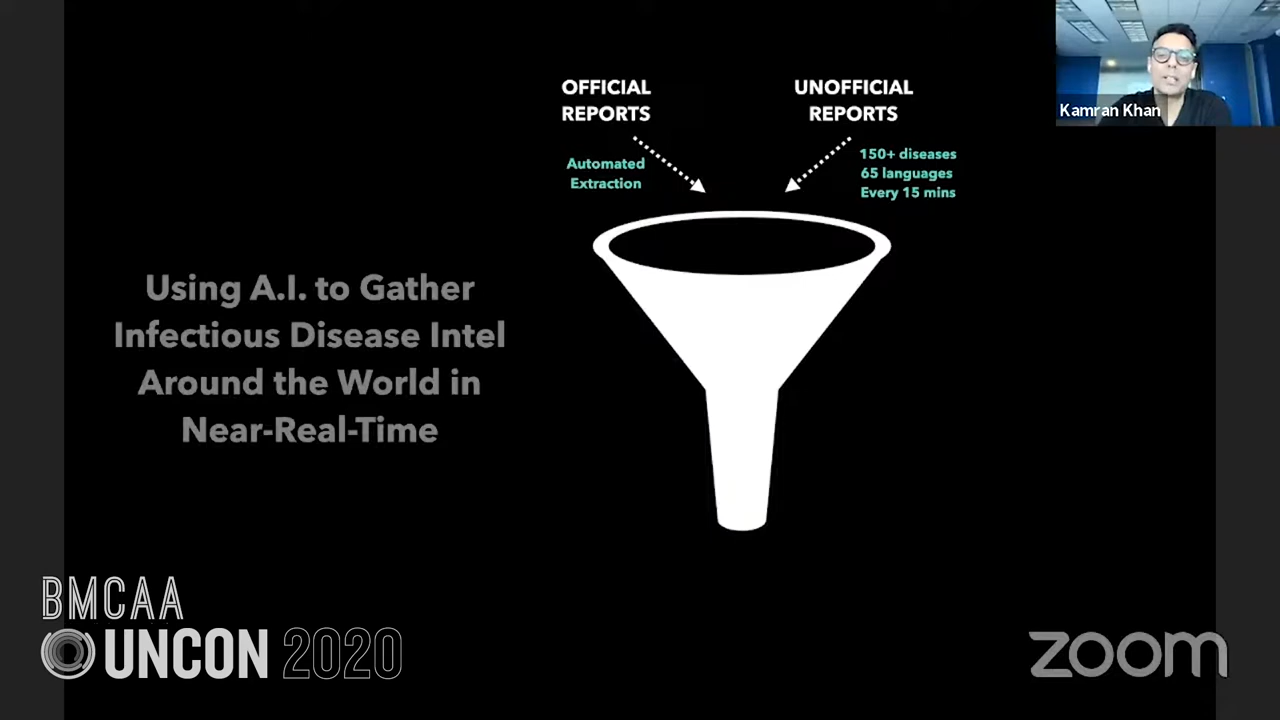 Kamran Khan
OFFICIAL
REPORTS
UNOFFICIAL
REPORTS
Automated
Extraction
150+ diseases
65 languages
Every 15 mins
Using A.I. to Gather
Infectious Disease Intel
Around the World in
Near-Real-Time
BMCAA
UNCON 2020
zoom